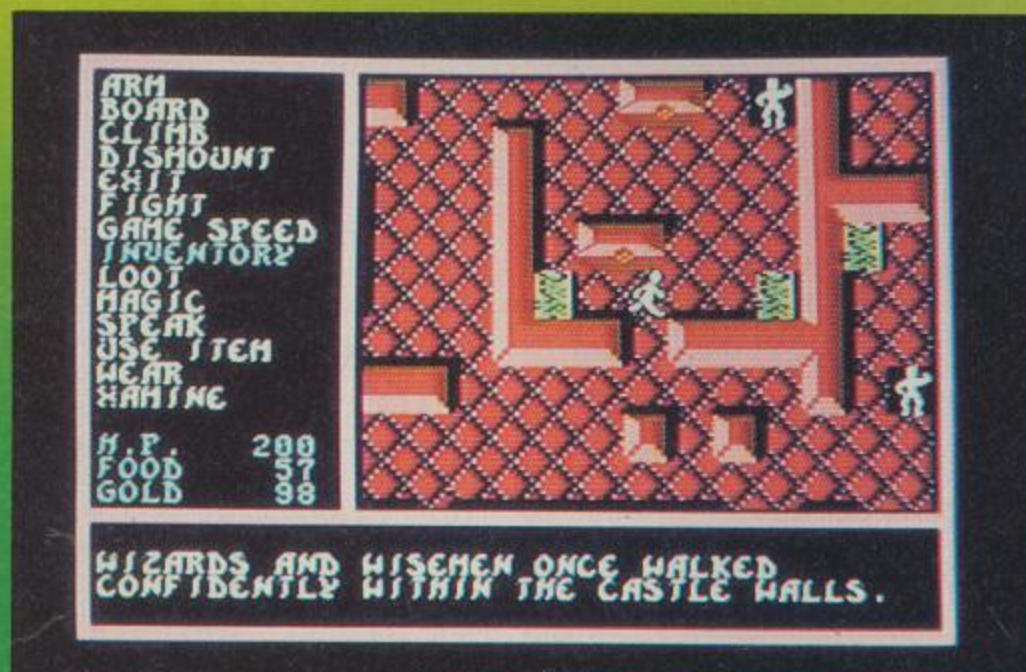 ARM
BOARD
CLIMB
DISMOUNT
EXIT
FIGHT
GAME SPEED
INVENTORY
LOOT
MAGIC
SPEAK
USE ITEM
WEAR
XAMINE
H.P. 200
FOOD 57
GOLD 98
WIZARDS AND WISEMEN ONCE WALKED
CONFIDENTLY WITHIN THE CASTLE WALLS.